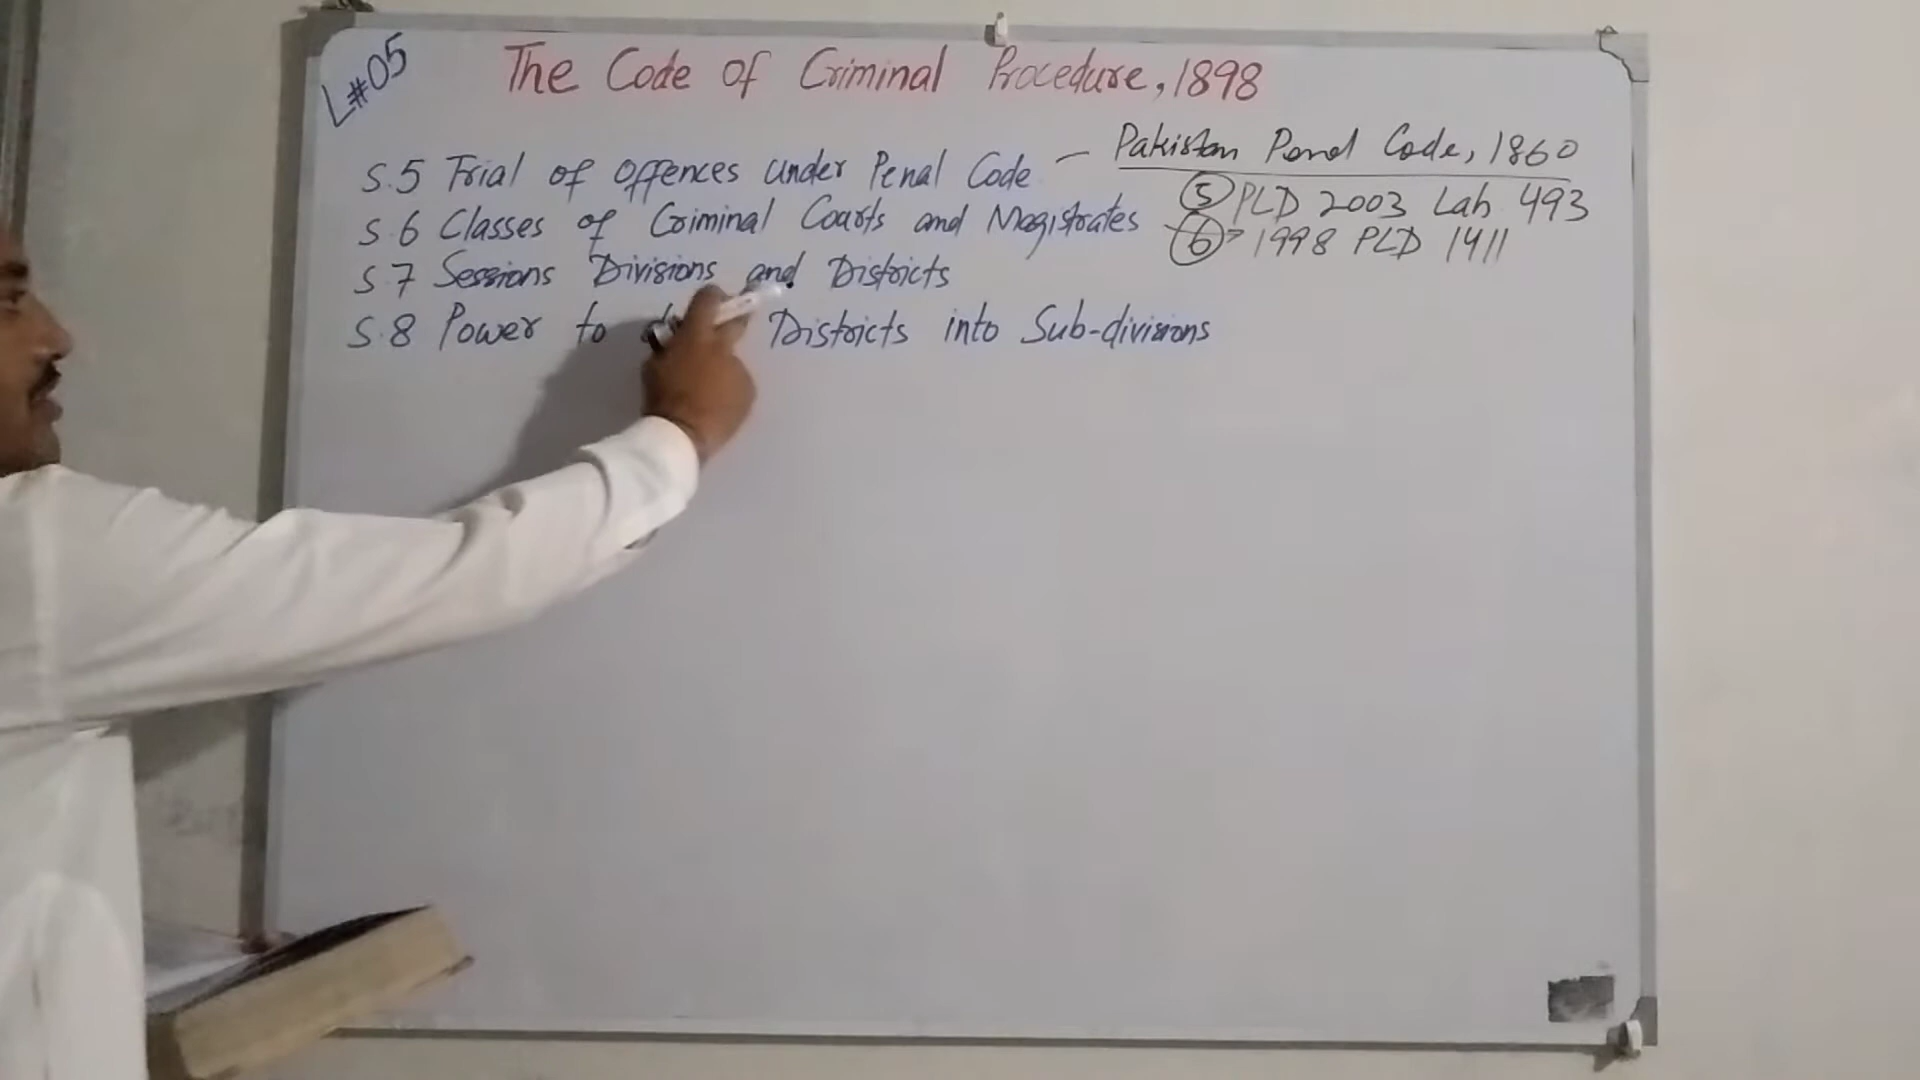 L#05
The Code of Criminal Procedure, 1898
S.5 Trial of Offences under Penal Code — Pakistan Penal Code, 1860
⑤ PLD 2003 Lah 493
S.6 Classes of Criminal Courts and Magistrates
⑥→ 1998 PLD 1411
S.7 Sessions Divisions and Districts
S.8 Power to Districts into Sub-divisions